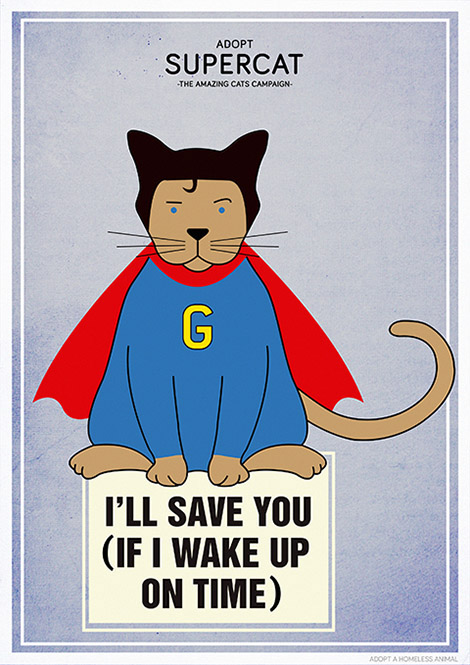 ADOPT
SUPERCAT
-THE AMAZING CATS CAMPAIGN-
G
I'LL SAVE YOU
(IF I WAKE UP
ON TIME)
ADOPT A HOMELESS ANIMAL